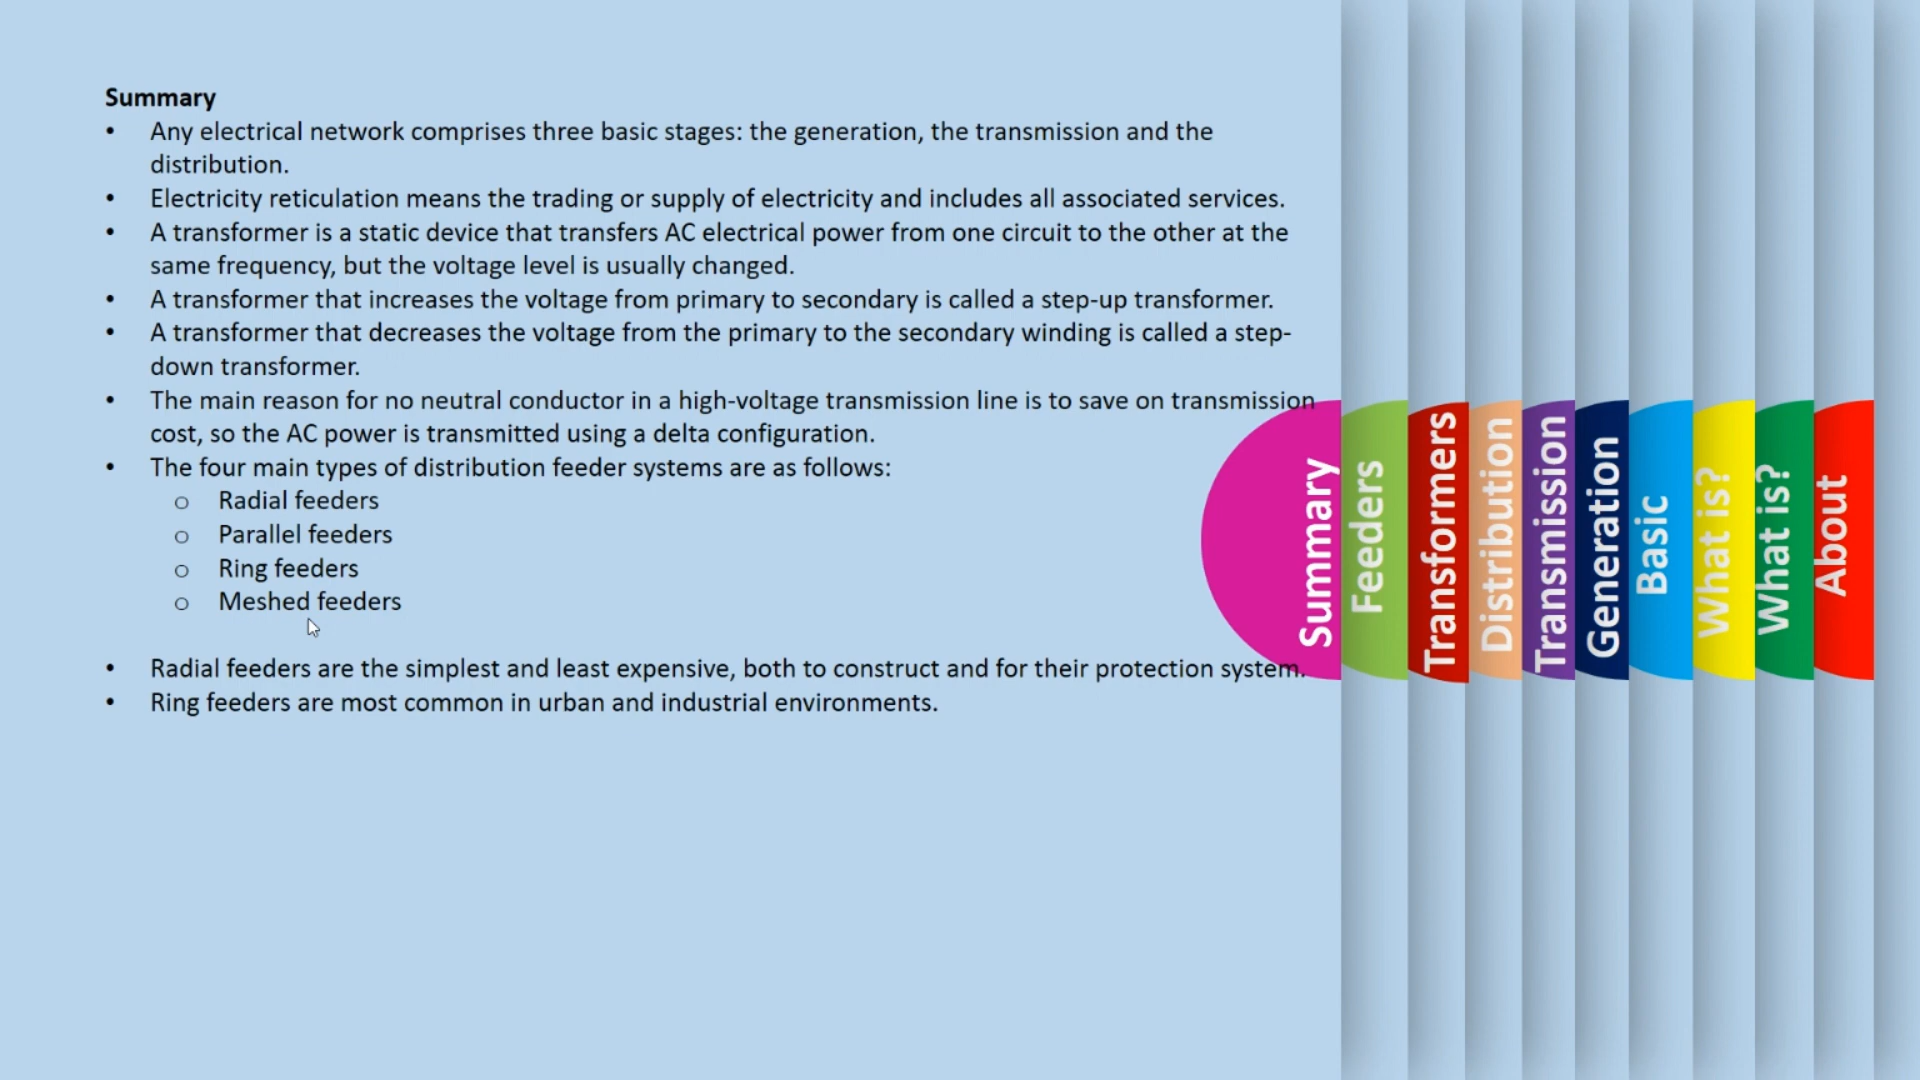 Summary
• Any electrical network comprises three basic stages: the generation, the transmission and the
distribution.
• Electricity reticulation means the trading or supply of electricity and includes all associated services.
• A transformer is a static device that transfers AC electrical power from one circuit to the other at the
same frequency, but the voltage level is usually changed.
• A transformer that increases the voltage from primary to secondary is called a step-up transformer.
• A transformer that decreases the voltage from the primary to the secondary winding is called a step-
down transformer.
• The main reason for no neutral conductor in a high-voltage transmission line is to save on transmission
cost, so the AC power is transmitted using a delta configuration.
• The four main types of distribution feeder systems are as follows:
o Radial feeders
o Parallel feeders
o Ring feeders
o Meshed feeders
• Radial feeders are the simplest and least expensive, both to construct and for their protection system.
• Ring feeders are most common in urban and industrial environments.
Summary
Feeders
Transformers
Distribution
Transmission
Generation
Basic
What is?
What is?
About